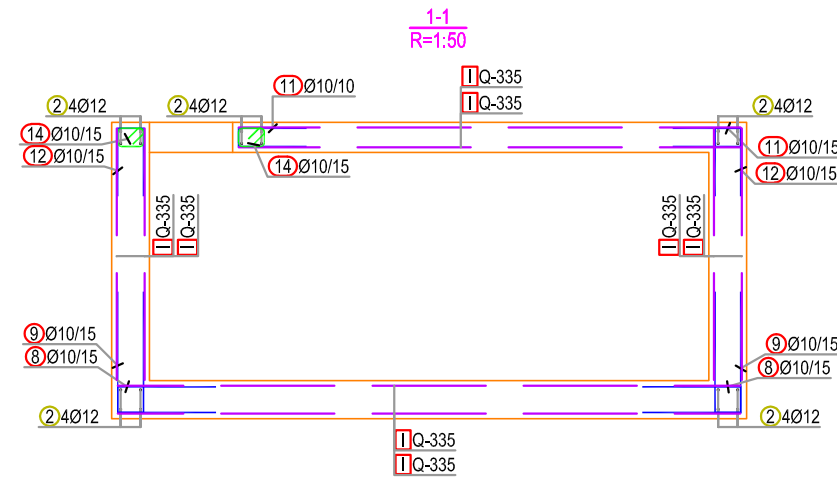 1-1
R=1:50
I Q-335
I Q-335
11 Ø10/10
2 4Ø12
2 4Ø12
2 4Ø12
14 Ø10/15
12 Ø10/15
14 Ø10/15
11 Ø10/15
12 Ø10/15
I Q-335
I Q-335
I Q-335
I Q-335
9 Ø10/15
8 Ø10/15
9 Ø10/15
8 Ø10/15
2 4Ø12
2 4Ø12
I Q-335
I Q-335